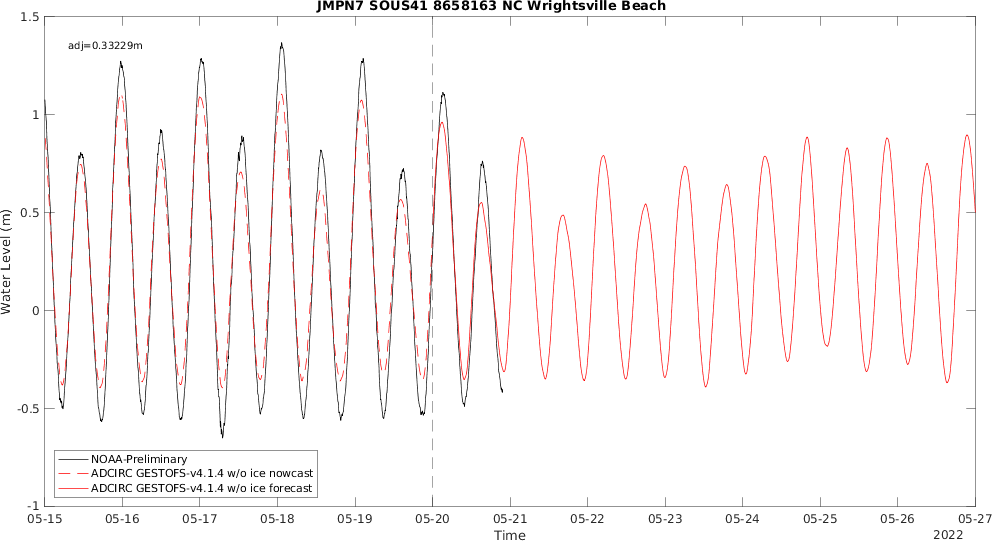 JMPN7 SOUS41 8658163 NC Wrightsville Beach
adj=0.33229m
Water Level (m)
1.5
1
0.5
0
-0.5
-1
NOAA-Preliminary
ADCIRC GESTOFS-v4.1.4 w/o ice nowcast
ADCIRC GESTOFS-v4.1.4 w/o ice forecast
05-15 05-16 05-17 05-18 05-19 05-20 05-21 05-22 05-23 05-24 05-25 05-26 05-27
Time
2022